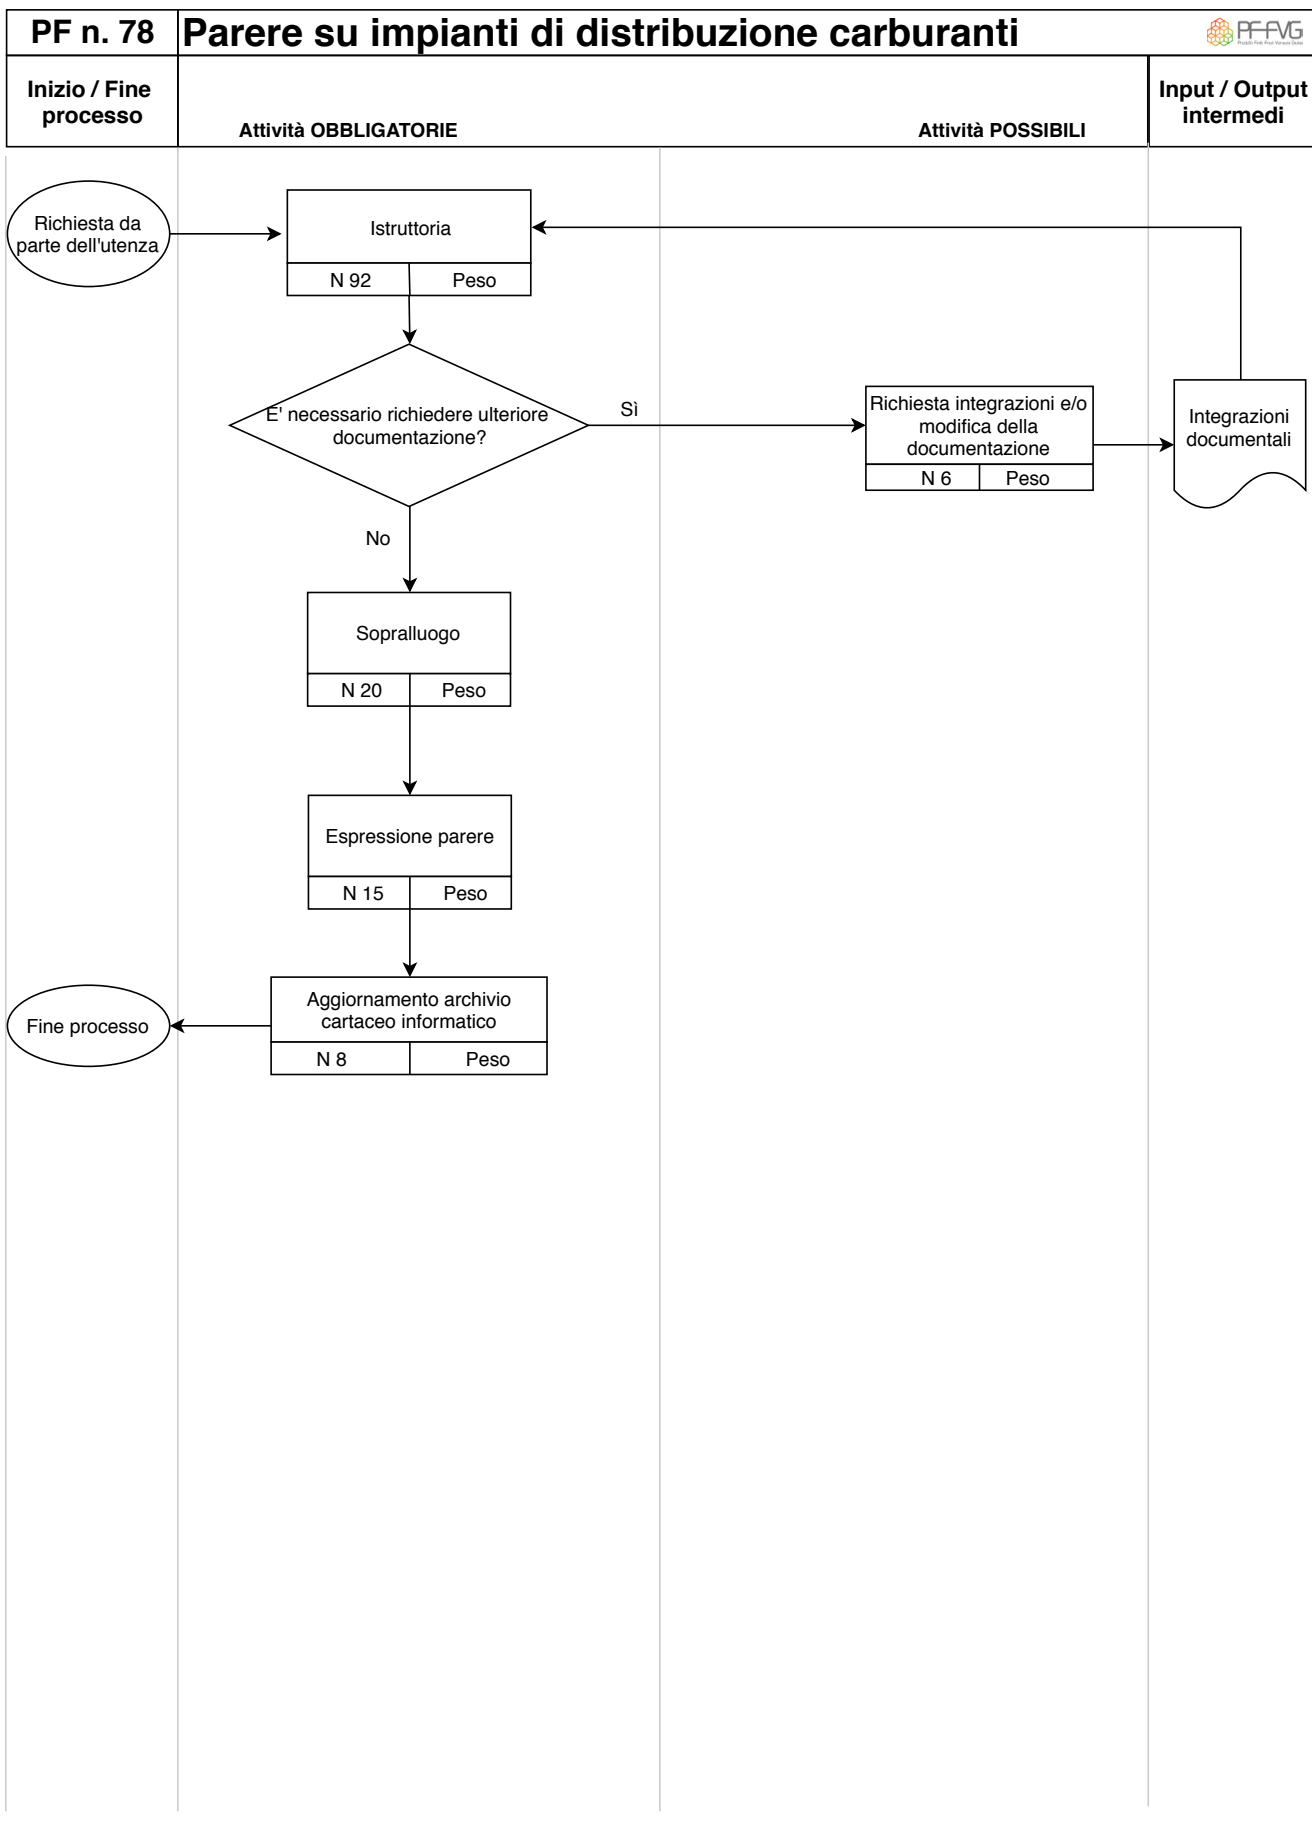 PF n. 78
Parere su impianti di distribuzione carburanti
PF-FVG
Inizio / Fine
processo
Attività OBBLIGATORIE
Attività POSSIBILI
Input / Output
intermedi
Richiesta da
parte dell'utenza
Istruttoria
N 92
Peso
E' necessario richiedere ulteriore
documentazione?
Sì
Richiesta integrazioni e/o
modifica della
documentazione
N 6
Peso
Integrazioni
documentali
No
Sopralluogo
N 20
Peso
Espressione parere
N 15
Peso
Aggiornamento archivio
cartaceo informatico
N 8
Peso
Fine processo